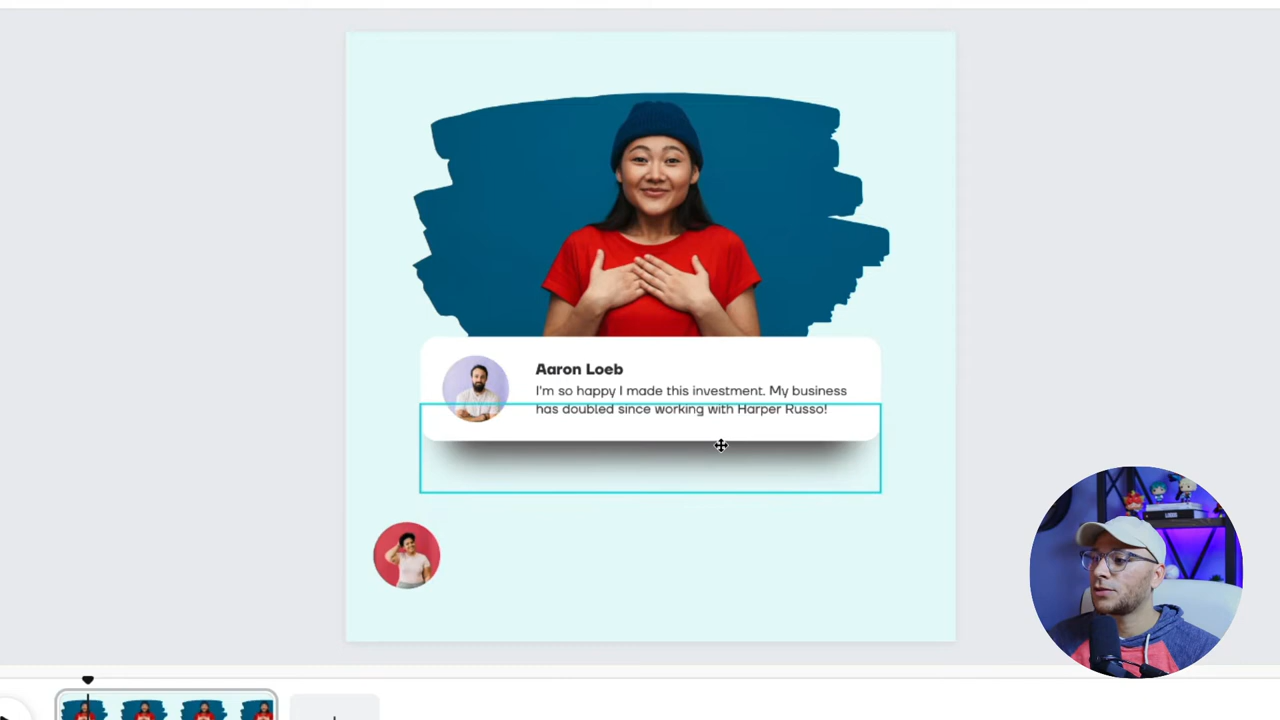 Aaron Loeb
I'm so happy I made this investment. My business
has doubled since working with Harper Russo!